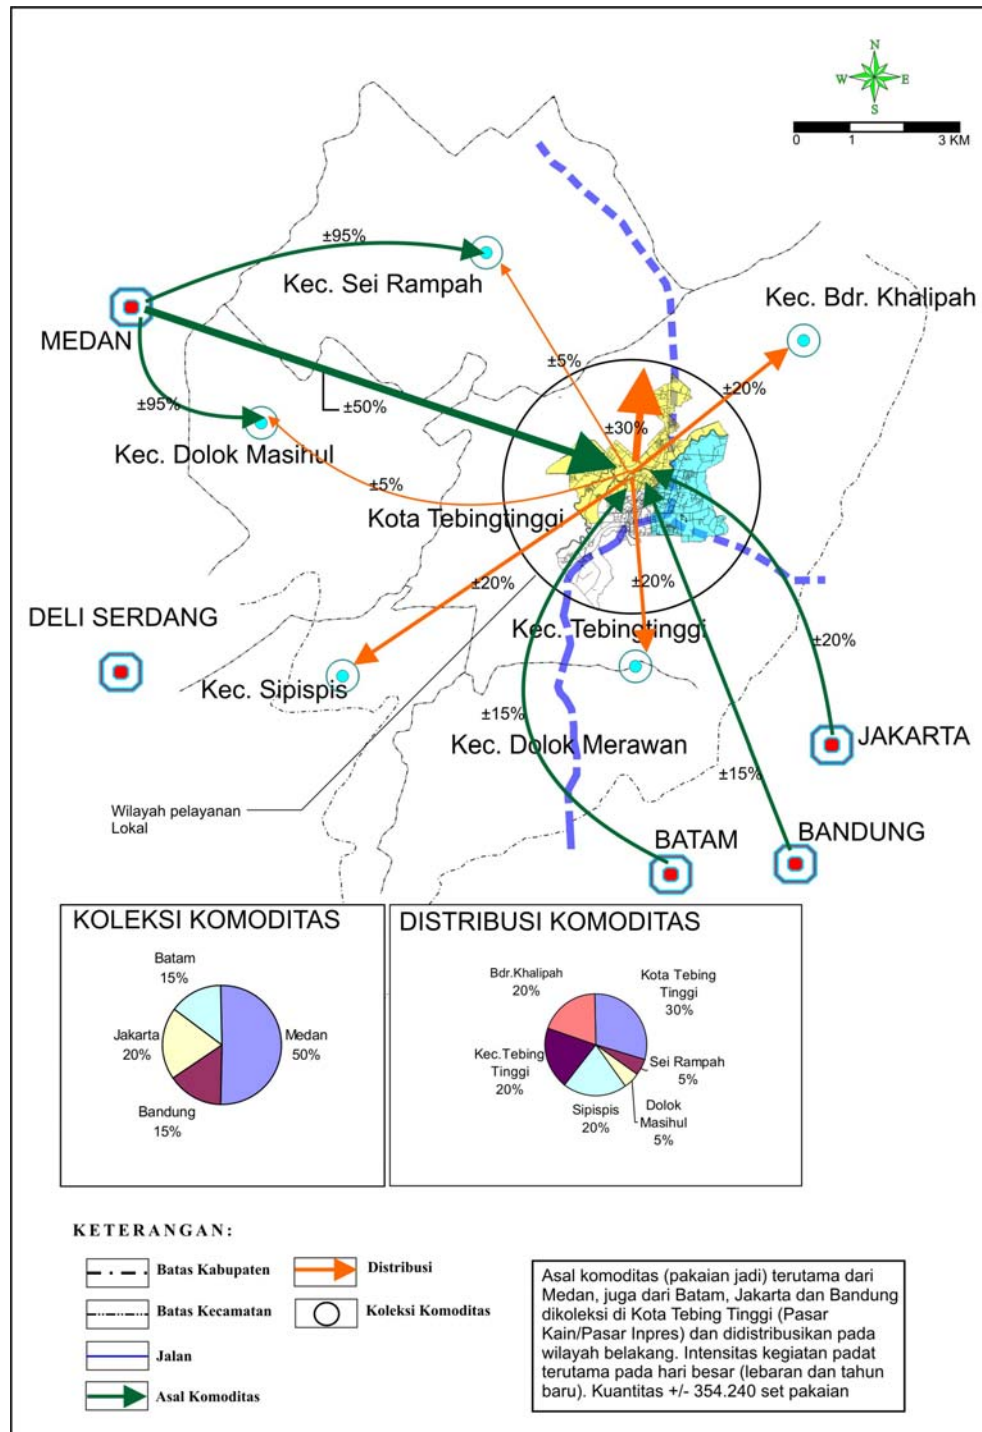 N
W E
S
0 1 3 KM
±95%
Kec. Sei Rampah
Kec. Bdr. Khalipah
MEDAN
±5%
±50%
±20%
±95%
±30%
Kec. Dolok Masihul
±5%
Kota Tebingtinggi
±20%
±20%
DELI SERDANG
Kec. Tebingtinggi
±20%
Kec. Sipispis
±15%
Kec. Dolok Merawan
JAKARTA
±15%
Wilayah pelayanan
Lokal
BATAM
BANDUNG
KOLEKSI KOMODITAS
Batam
15%
Jakarta
20%
Medan
50%
Bandung
15%
DISTRIBUSI KOMODITAS
Bdr.Khalipah
20%
Kota Tebing
Tinggi
30%
Kec.Tebing
Tinggi
20%
Sei Rampah
5%
Sipispis
20%
Dolok
Masihul
5%
KETERANGAN:
Batas Kabupaten
Distribusi
Batas Kecamatan
Koleksi Komoditas
Jalan
Asal Komoditas
Asal komoditas (pakaian jadi) terutama dari
Medan, juga dari Batam, Jakarta dan Bandung
dikoleksi di Kota Tebing Tinggi (Pasar
Kain/Pasar Inpres) dan didistribusikan pada
wilayah belakang. Intensitas kegiatan padat
terutama pada hari besar (lebaran dan tahun
baru). Kuantitas +/- 354.240 set pakaian